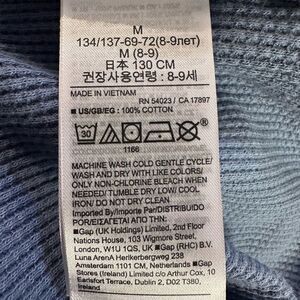 M
134/137-69-72(8-9лет)
M (8-9)
日本 130 CM
권장사용연령 : 8-9세
MADE IN VIETNAM
RN 54023 / CA 17897
■ US/GB/EG : 100% COTTON
30
1166
MACHINE WASH COLD GENTLE CYCLE/
WASH AND DRY WITH LIKE COLORS/
ONLY NON-CHLORINE BLEACH WHEN
NEEDED/ TUMBLE DRY LOW/ COOL
IRON/ DO NOT DRY CLEAN
Imported By/Importado Por/DISTRIBUIDO
POR/ΕΙΣΑΓΕΤΑΙ ΑΠΟ
■Gap (UK Holdings) Limited, 2nd Floor
Nations House, 103 Wigmore Street,
London, W1U 1QS, UK ■Gap (RHC) B.V.
Luna ArenA Herikerbergweg 238
Amsterdam 1101 CM, Netherlands ■Gap
Stores (Ireland) Limited c/o Arthur Cox, 10
Earlsfort Terrace, Dublin 2, D02 T380,
Ireland